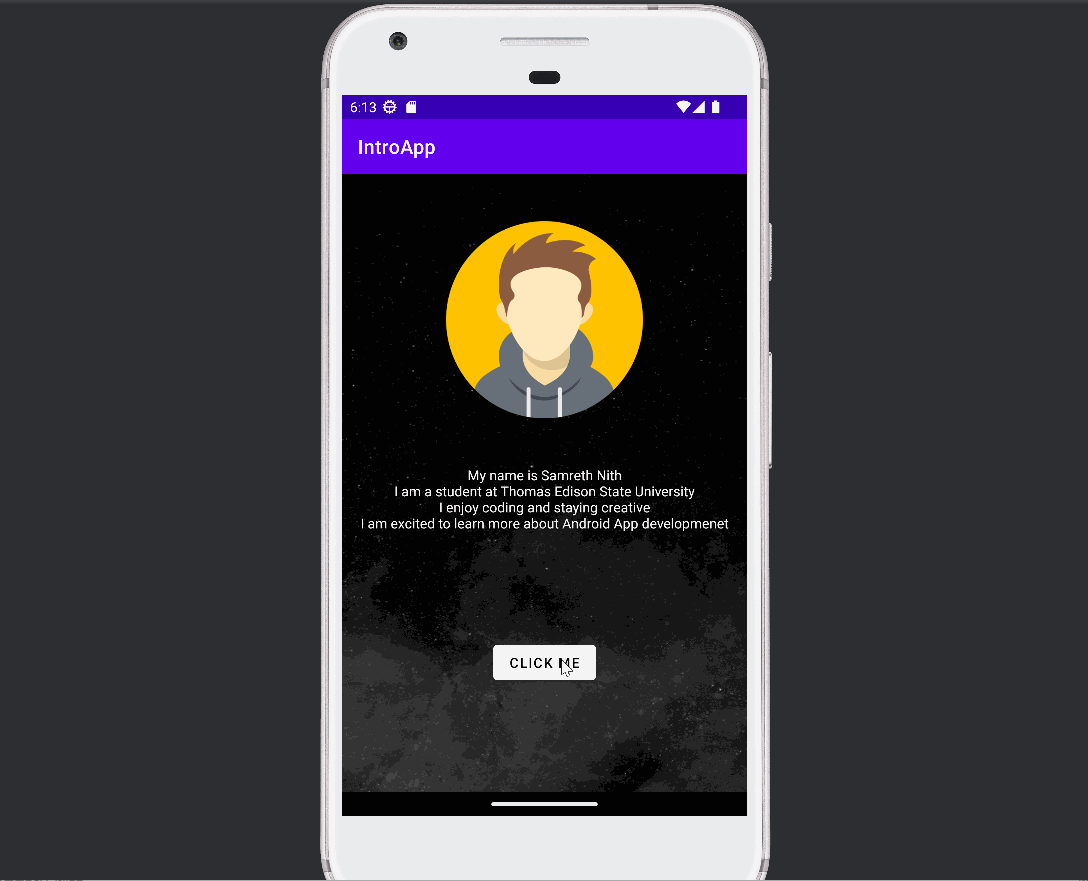 6:13
IntroApp
My name is Samreth Nith
I am a student at Thomas Edison State University
I enjoy coding and staying creative
I am excited to learn more about Android App developmenet
CLICK ME